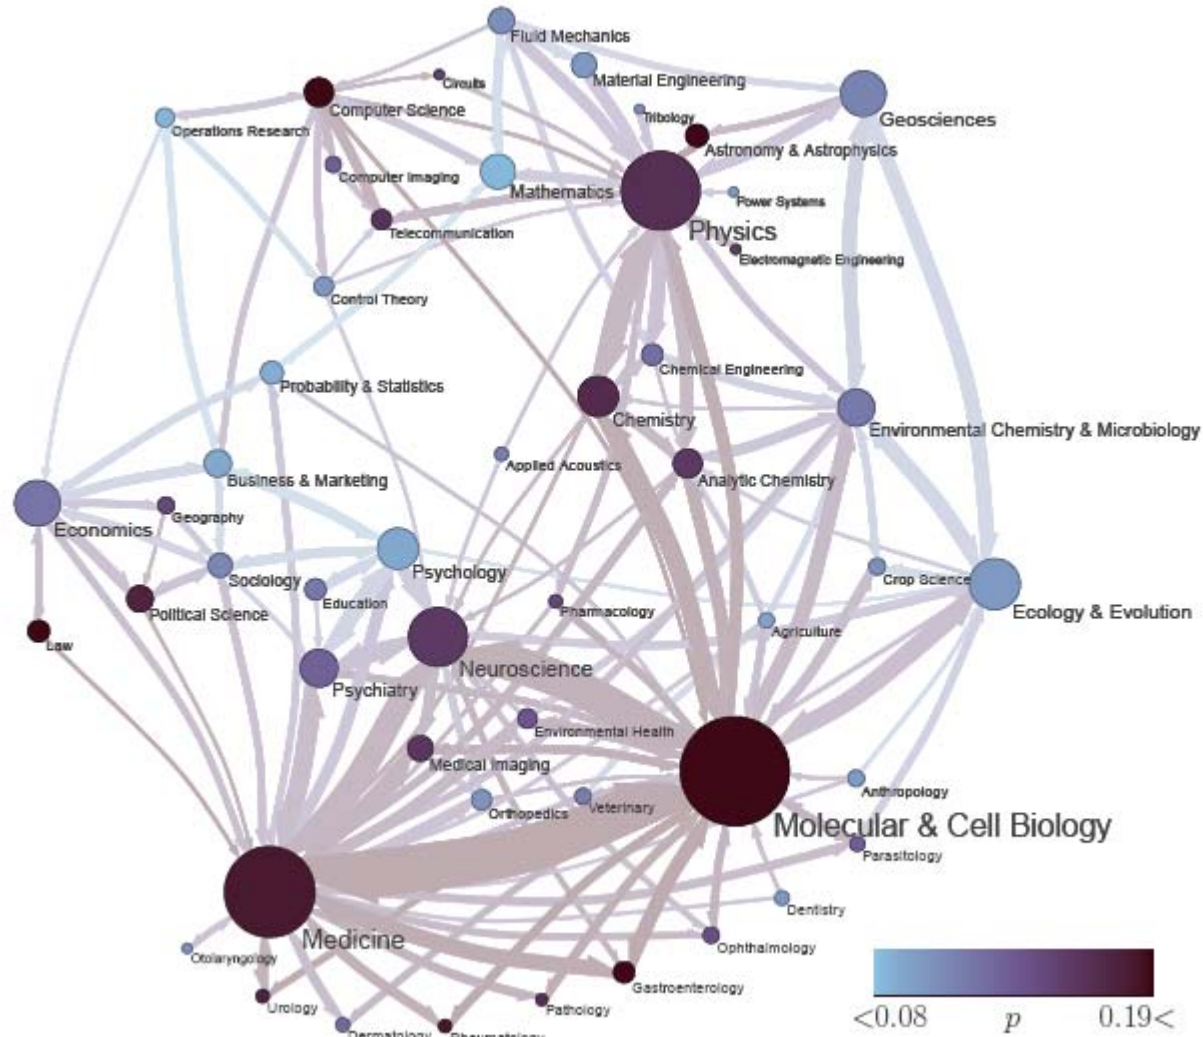 Fluid Mechanics
Circuits
Material Engineering
Computer Science
Geosciences
Operations Research
Tribology
Astronomy & Astrophysics
Computer Imaging
Mathematics
Power Systems
Physics
Telecommunication
Electromagnetic Engineering
Control Theory
Chemical Engineering
Probability & Statistics
Chemistry
Environmental Chemistry & Microbiology
Applied Acoustics
Business & Marketing
Analytic Chemistry
Geography
Economics
Psychology
Sociology
Crop Science
Education
Political Science
Pharmacology
Ecology & Evolution
Agriculture
Law
Neuroscience
Psychiatry
Environmental Health
Medical Imaging
Anthropology
Orthopedics
Veterinary
Molecular & Cell Biology
Parasitology
Dentistry
Medicine
Ophthalmology
Otolaryngology
Gastroenterology
Urology
Pathology
Dermatology
Rheumatology
<0.08 p 0.19<